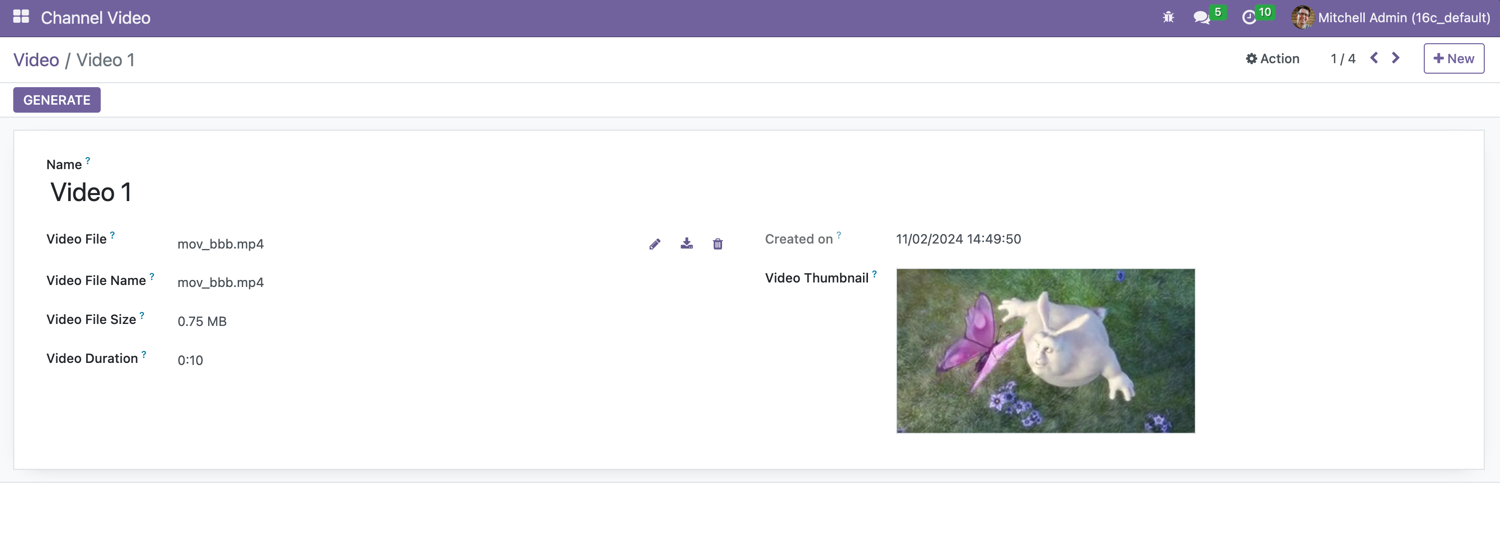 Channel Video
5
10
Mitchell Admin (16c_default)
Video / Video 1
Action
1 / 4
+ New
GENERATE
Name ?
Video 1
Video File ?
mov_bbb.mp4
Video File Name ?
mov_bbb.mp4
Video File Size ?
0.75 MB
Video Duration ?
0:10
Created on ?
11/02/2024 14:49:50
Video Thumbnail ?